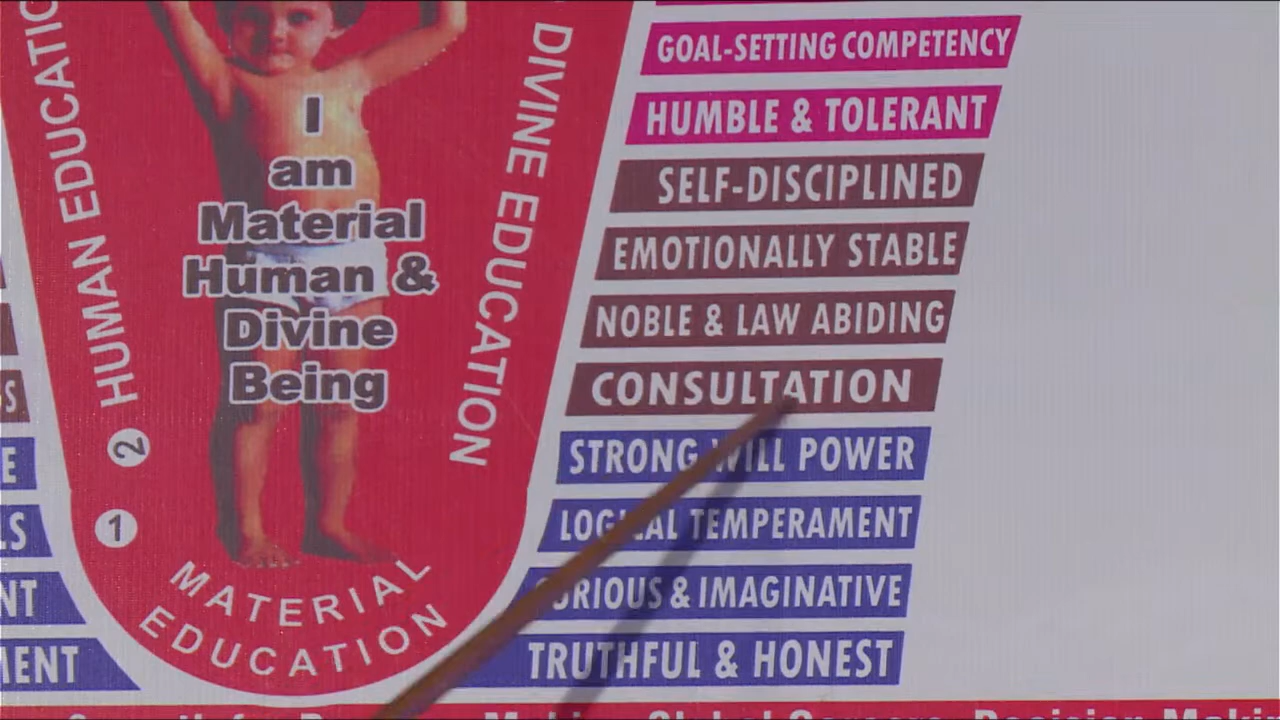 HUMAN
DIVINE EDUCATION
I
am
Material
Human &
Divine
Being
2
1
MATERIAL
EDUCATION
GOAL-SETTING COMPETENCY
HUMBLE & TOLERANT
SELF-DISCIPLINED
EMOTIONALLY STABLE
NOBLE & LAW ABIDING
CONSULTATION
STRONG WILL POWER
LOGICAL TEMPERAMENT
& IMAGINATIVE
TRUTHFUL & HONEST